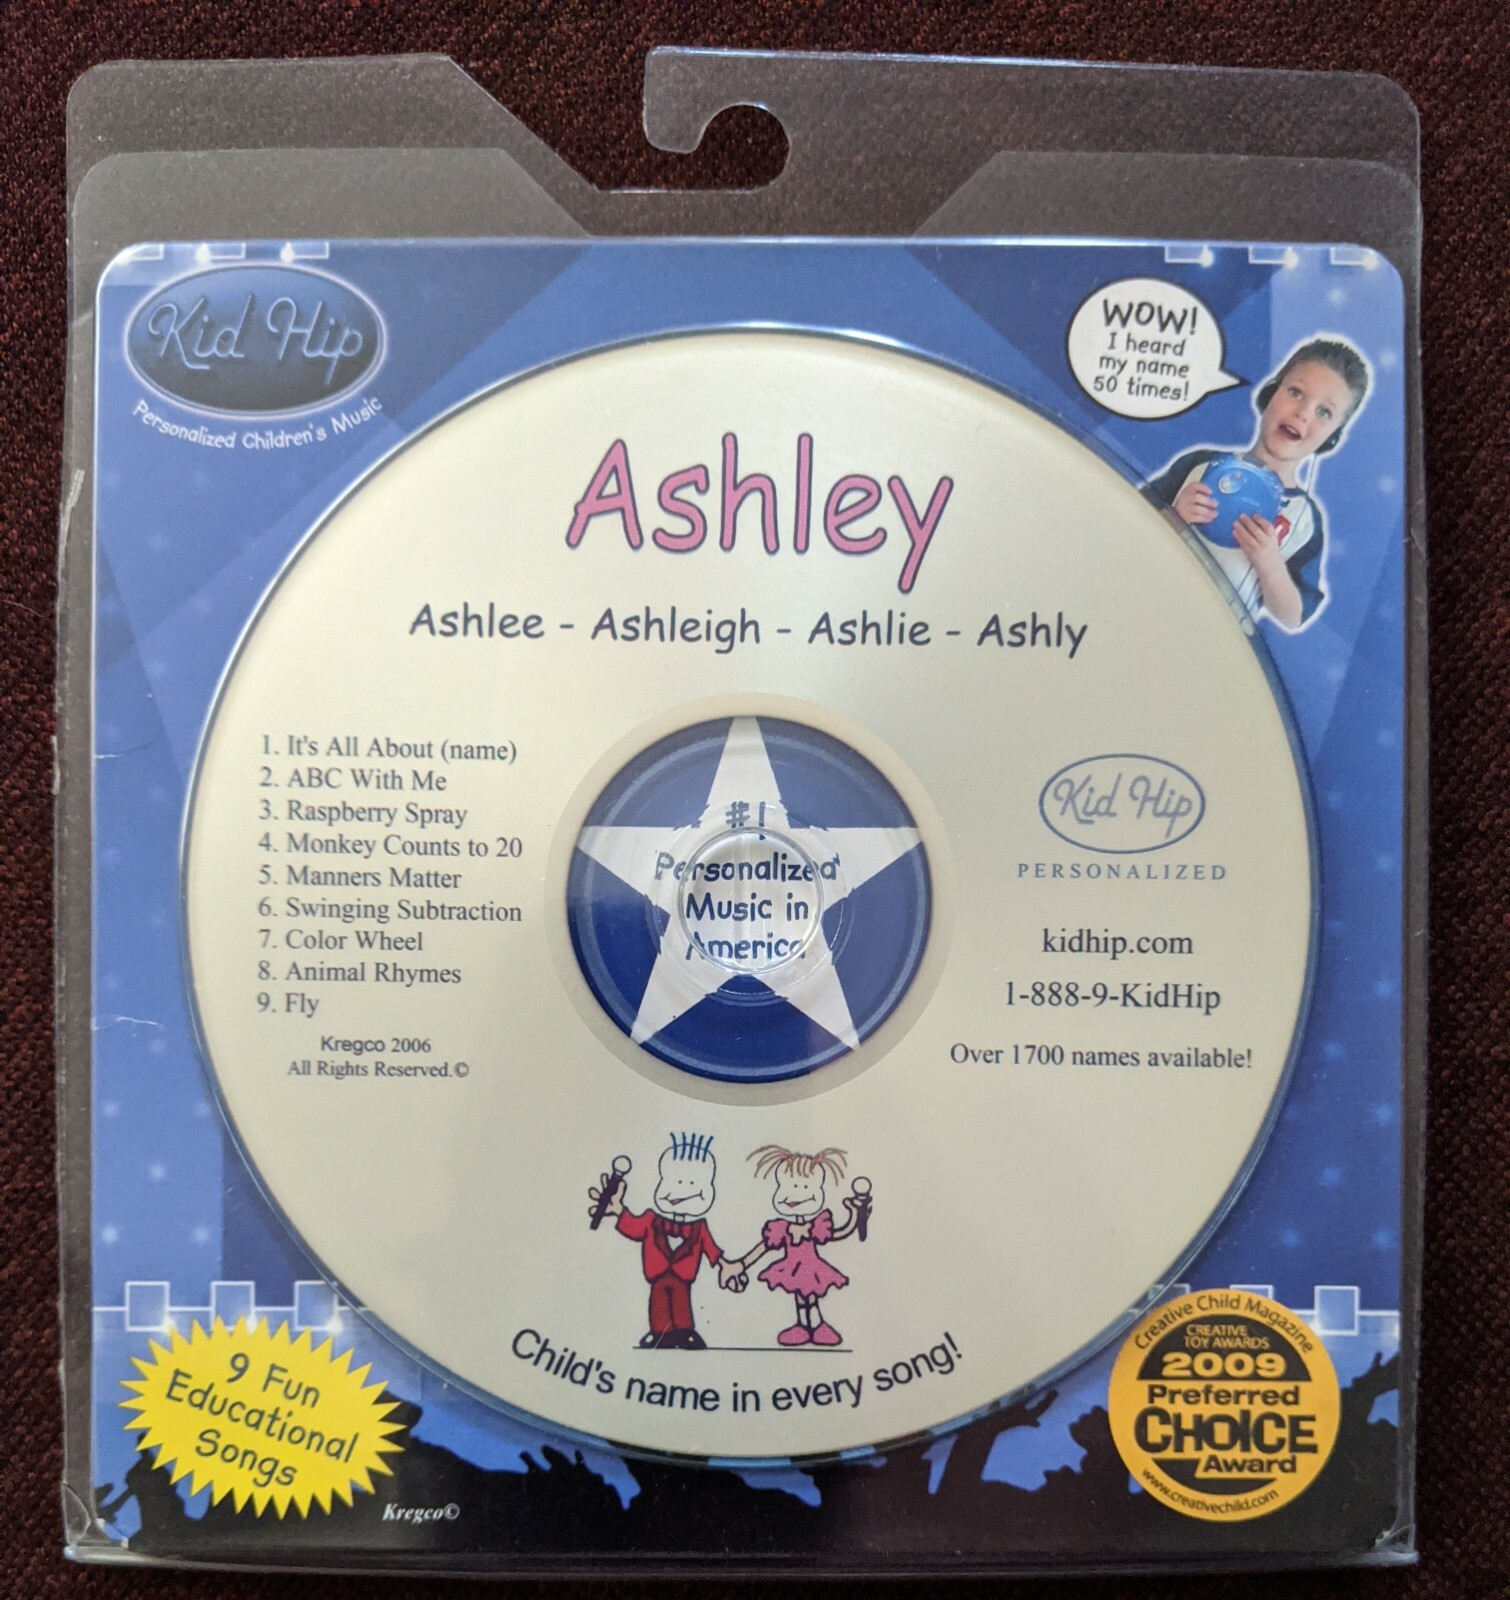 Kid Hip
Personalized Children's Music
WOW!
I heard
my name
50 times!
Ashley
Ashlee - Ashleigh - Ashlie - Ashly
1. It's All About (name)
2. ABC With Me
3. Raspberry Spray
4. Monkey Counts to 20
5. Manners Matter
6. Swinging Subtraction
7. Color Wheel
8. Animal Rhymes
9. Fly
Kregco 2006
All Rights Reserved.©
#1
Personalized
Music in
America
Kid Hip
PERSONALIZED
kidhip.com
1-888-9-KidHip
Over 1700 names available!
Child's name in every song!
9 Fun
Educational
Songs
Kregco©
Creative Child Magazine
CREATIVE
TOY AWARDS
2009
Preferred
CHOICE
Award
www.creativechild.com